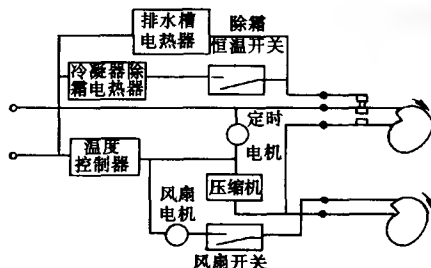 排水槽
电热器
除霜
恒温开关
冷凝器除
霜电热器
定时
电机
温度
控制器
压缩机
风扇
电机
风扇开关